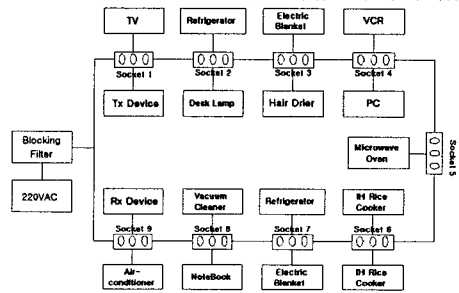 TV
Refrigerator
Electric
Blanket
VCR
Socket 1
Socket 2
Socket 3
Socket 4
Tx Device
Desk Lamp
Hair Drier
PC
Blocking
Filter
Microwave
Oven
Socket 5
220VAC
Rx Device
Vacuum
Cleaner
Refrigerator
IH Rice
Cooker
Socket 9
Socket 8
Socket 7
Socket 6
Air-
conditioner
NoteBook
Electric
Blanket
IH Rice
Cooker